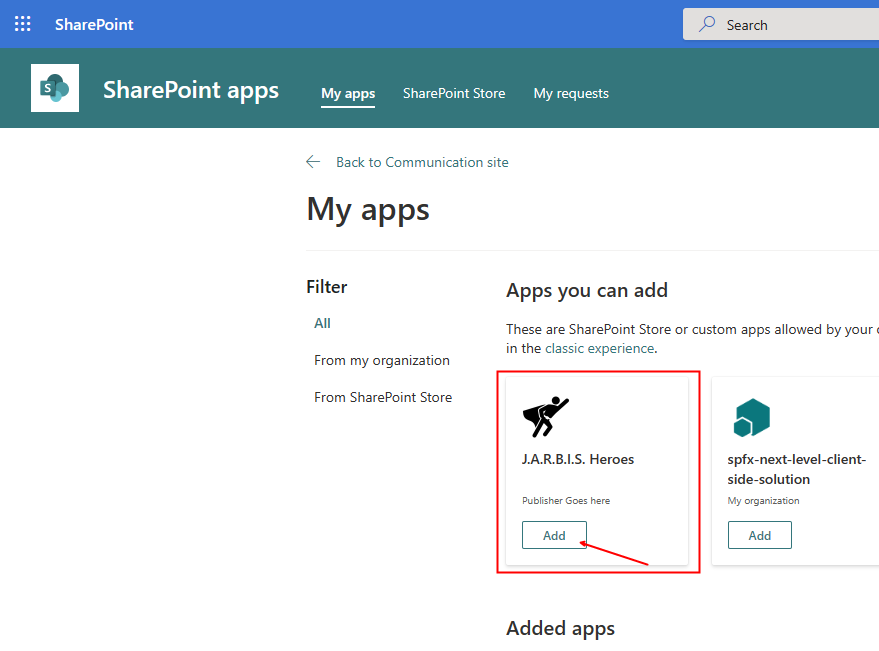 SharePoint
Search
S
SharePoint apps
My apps
SharePoint Store
My requests
Back to Communication site
My apps
Filter
All
From my organization
From SharePoint Store
Apps you can add
These are SharePoint Store or custom apps allowed by your
in the classic experience.
J.A.R.B.I.S. Heroes
Publisher Goes here
Add
spfx-next-level-client-
side-solution
My organization
Add
Added apps